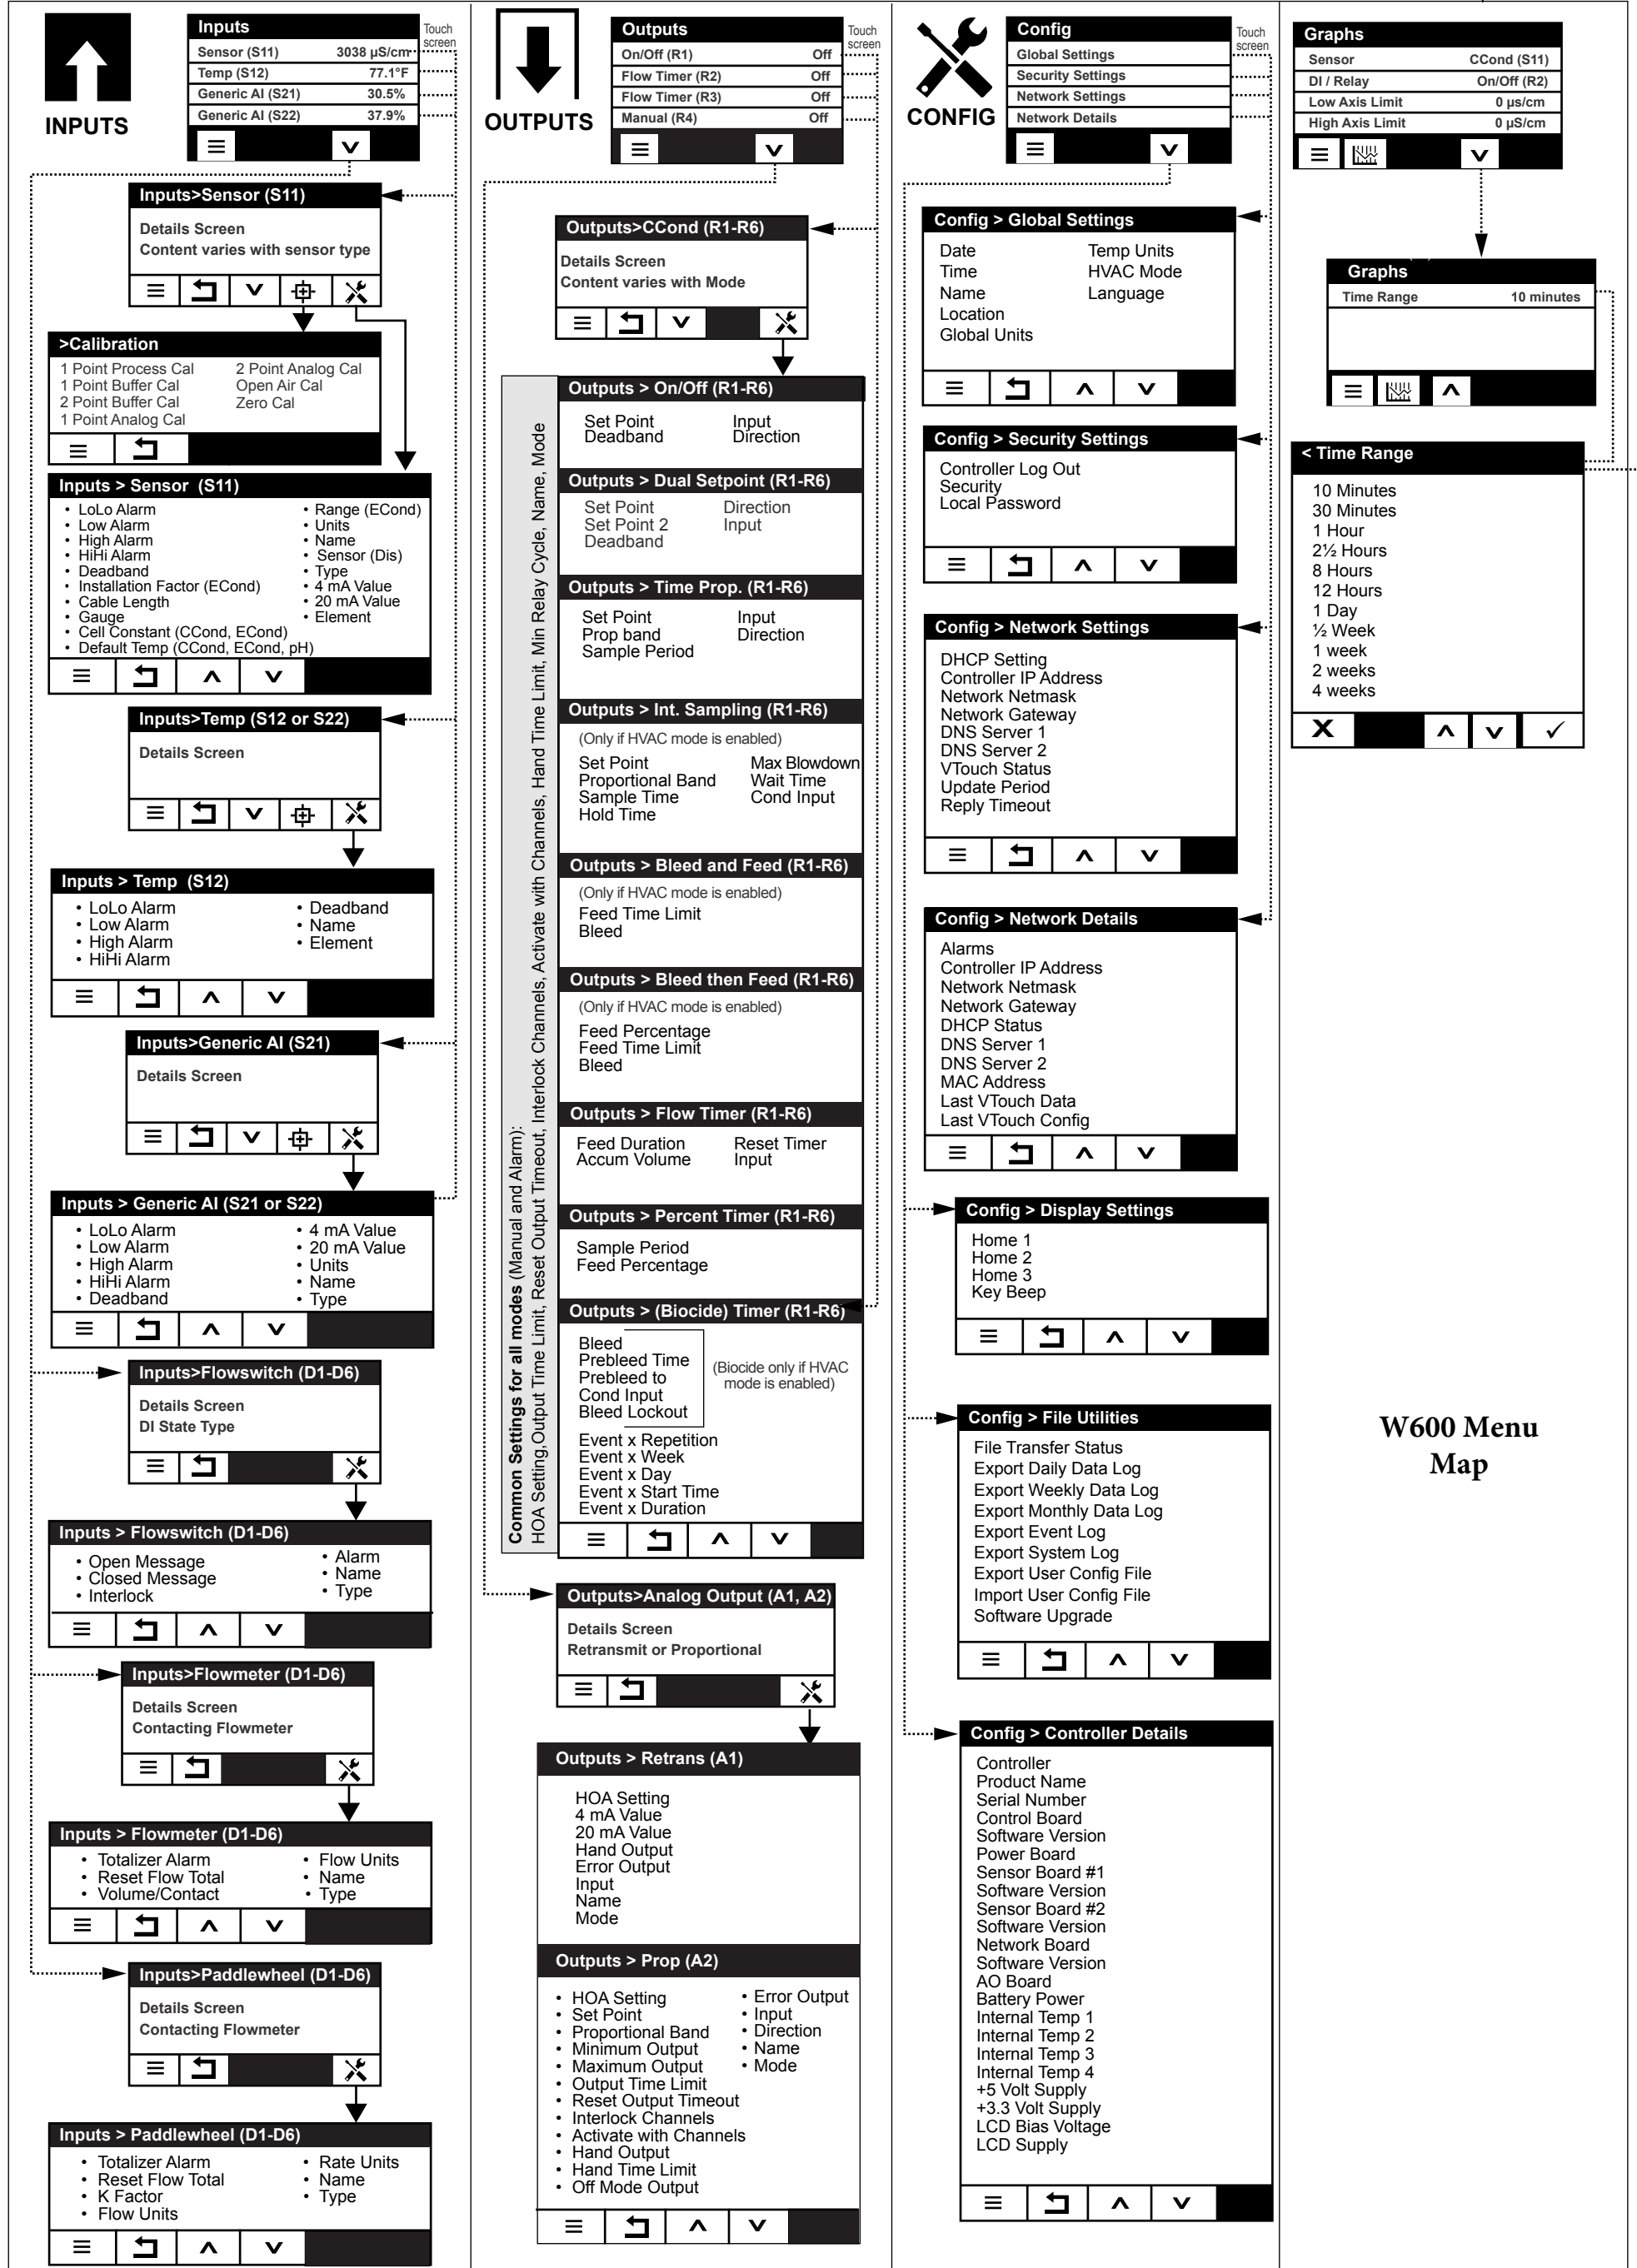 INPUTS
Inputs
Touch screen
Sensor (S11) 3038 µS/cm
Temp (S12) 77.1°F
Generic AI (S21) 30.5%
Generic AI (S22) 37.9%
Inputs>Sensor (S11)
Details Screen
Content varies with sensor type
>Calibration
1 Point Process Cal 2 Point Analog Cal
1 Point Buffer Cal Open Air Cal
2 Point Buffer Cal Zero Cal
1 Point Analog Cal
Inputs > Sensor (S11)
• LoLo Alarm • Range (ECond)
• Low Alarm • Units
• High Alarm • Name
• HiHi Alarm • Sensor (Dis)
• Deadband • Type
• Installation Factor (ECond) • 4 mA Value
• Cable Length • 20 mA Value
• Gauge • Element
• Cell Constant (CCond, ECond)
• Default Temp (CCond, ECond, pH)
Inputs>Temp (S12 or S22)
Details Screen
Inputs > Temp (S12)
• LoLo Alarm • Deadband
• Low Alarm • Name
• High Alarm • Element
• HiHi Alarm
Inputs>Generic AI (S21)
Details Screen
Inputs > Generic AI (S21 or S22)
• LoLo Alarm • 4 mA Value
• Low Alarm • 20 mA Value
• High Alarm • Units
• HiHi Alarm • Name
• Deadband • Type
Inputs>Flowswitch (D1-D6)
Details Screen
DI State Type
Inputs > Flowswitch (D1-D6)
• Open Message • Alarm
• Closed Message • Name
• Interlock • Type
Inputs>Flowmeter (D1-D6)
Details Screen
Contacting Flowmeter
Inputs > Flowmeter (D1-D6)
• Totalizer Alarm • Flow Units
• Reset Flow Total • Name
• Volume/Contact • Type
Inputs>Paddlewheel (D1-D6)
Details Screen
Contacting Flowmeter
Inputs > Paddlewheel (D1-D6)
• Totalizer Alarm • Rate Units
• Reset Flow Total • Name
• K Factor • Type
• Flow Units
OUTPUTS
Outputs
Touch screen
On/Off (R1) Off
Flow Timer (R2) Off
Flow Timer (R3) Off
Manual (R4) Off
Outputs>CCond (R1-R6)
Details Screen
Content varies with Mode
Common Settings for all modes (Manual and Alarm):
HOA Setting,Output Time Limit, Reset Output Timeout, Interlock Channels, Activate with Channels, Hand Time Limit, Min Relay Cycle, Name, Mode
Outputs > On/Off (R1-R6)
Set Point Input
Deadband Direction
Outputs > Dual Setpoint (R1-R6)
Set Point Direction
Set Point 2 Input
Deadband
Outputs > Time Prop. (R1-R6)
Set Point Input
Prop band Direction
Sample Period
Outputs > Int. Sampling (R1-R6)
(Only if HVAC mode is enabled)
Set Point Max Blowdown
Proportional Band Wait Time
Sample Time Cond Input
Hold Time
Outputs > Bleed and Feed (R1-R6)
(Only if HVAC mode is enabled)
Feed Time Limit
Bleed
Outputs > Bleed then Feed (R1-R6)
(Only if HVAC mode is enabled)
Feed Percentage
Feed Time Limit
Bleed
Outputs > Flow Timer (R1-R6)
Feed Duration Reset Timer
Accum Volume Input
Outputs > Percent Timer (R1-R6)
Sample Period
Feed Percentage
Outputs > (Biocide) Timer (R1-R6)
Bleed
Prebleed Time
Prebleed to
Cond Input
Bleed Lockout
(Biocide only if HVAC
mode is enabled)
Event x Repetition
Event x Week
Event x Day
Event x Start Time
Event x Duration
Outputs>Analog Output (A1, A2)
Details Screen
Retransmit or Proportional
Outputs > Retrans (A1)
HOA Setting
4 mA Value
20 mA Value
Hand Output
Error Output
Input
Name
Mode
Outputs > Prop (A2)
• HOA Setting • Error Output
• Set Point • Input
• Proportional Band • Direction
• Minimum Output • Name
• Maximum Output • Mode
• Output Time Limit
• Reset Output Timeout
• Interlock Channels
• Activate with Channels
• Hand Output
• Hand Time Limit
• Off Mode Output
CONFIG
Config
Touch screen
Global Settings
Security Settings
Network Settings
Network Details
Config > Global Settings
Date Temp Units
Time HVAC Mode
Name Language
Location
Global Units
Config > Security Settings
Controller Log Out
Security
Local Password
Config > Network Settings
DHCP Setting
Controller IP Address
Network Netmask
Network Gateway
DNS Server 1
DNS Server 2
VTouch Status
Update Period
Reply Timeout
Config > Network Details
Alarms
Controller IP Address
Network Netmask
Network Gateway
DHCP Status
DNS Server 1
DNS Server 2
MAC Address
Last VTouch Data
Last VTouch Config
Config > Display Settings
Home 1
Home 2
Home 3
Key Beep
Config > File Utilities
File Transfer Status
Export Daily Data Log
Export Weekly Data Log
Export Monthly Data Log
Export Event Log
Export System Log
Export User Config File
Import User Config File
Software Upgrade
Config > Controller Details
Controller
Product Name
Serial Number
Control Board
Software Version
Power Board
Sensor Board #1
Software Version
Sensor Board #2
Software Version
Network Board
Software Version
AO Board
Battery Power
Internal Temp 1
Internal Temp 2
Internal Temp 3
Internal Temp 4
+5 Volt Supply
+3.3 Volt Supply
LCD Bias Voltage
LCD Supply
Graphs
Sensor CCond (S11)
DI / Relay On/Off (R2)
Low Axis Limit 0 µs/cm
High Axis Limit 0 µS/cm
Graphs
Time Range 10 minutes
< Time Range
10 Minutes
30 Minutes
1 Hour
2½ Hours
8 Hours
12 Hours
1 Day
½ Week
1 week
2 weeks
4 weeks
W600 Menu
Map